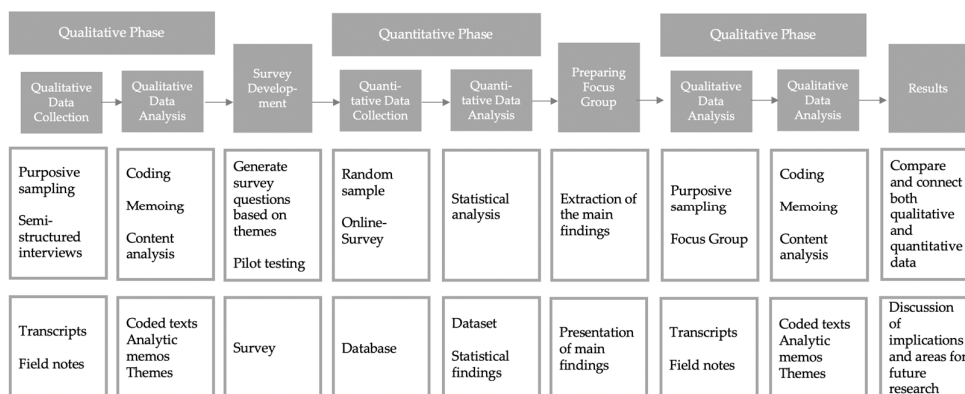 Qualitative Phase
Quantitative Phase
Qualitative Phase
Qualitative
Data
Collection
Qualitative
Data
Analysis
Survey
Develop-
ment
Quanti-
tative Data
Collection
Quanti-
tative Data
Analysis
Preparing
Focus
Group
Qualitative
Data
Analysis
Qualitative
Data
Analysis
Results
Purposive
sampling
Semi-
structured
interviews
Coding
Memoing
Content
analysis
Generate
survey
questions
based on
themes
Pilot testing
Random
sample
Online-
Survey
Statistical
analysis
Extraction of
the main
findings
Purposive
sampling
Focus Group
Coding
Memoing
Content
analysis
Compare
and connect
both
qualitative
and
quantitative
data
Transcripts
Field notes
Coded texts
Analytic
memos
Themes
Survey
Database
Dataset
Statistical
findings
Presentation
of main
findings
Transcripts
Field notes
Coded texts
Analytic
memos
Themes
Discussion
of
implications
and areas for
future
research